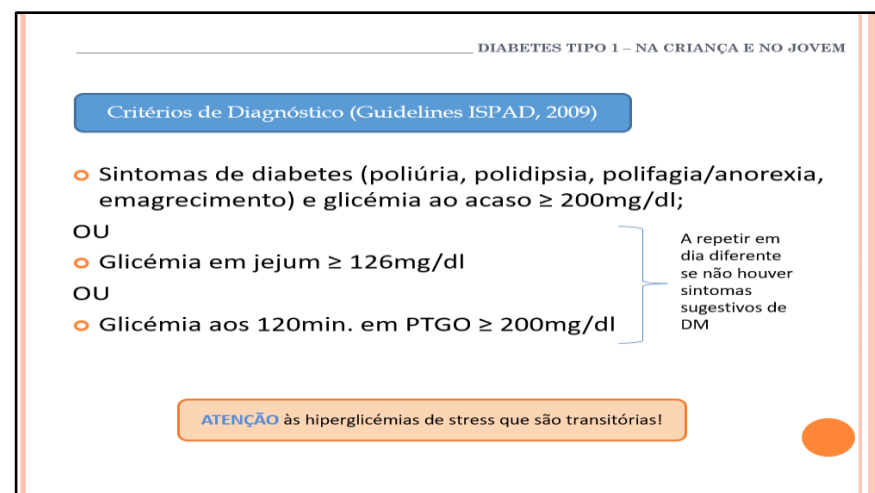 DIABETES TIPO 1 – NA CRIANÇA E NO JOVEM
Critérios de Diagnóstico (Guidelines ISPAD, 2009)
Sintomas de diabetes (poliúria, polidipsia, polifagia/anorexia,
emagrecimento) e glicémia ao acaso ≥ 200mg/dl;
OU
Glicémia em jejum ≥ 126mg/dl
OU
Glicémia aos 120min. em PTGO ≥ 200mg/dl
A repetir em
dia diferente
se não houver
sintomas
sugestivos de
DM
ATENÇÃO às hiperglicémias de stress que são transitórias!